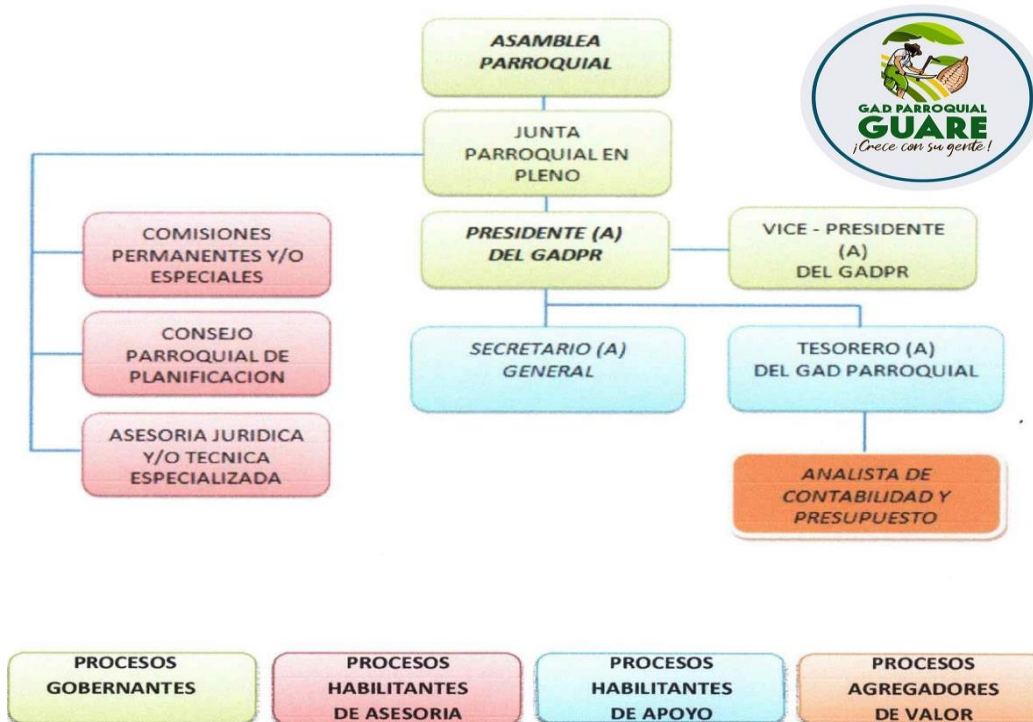 ASAMBLEA
PARROQUIAL
GAD PARROQUIAL
GUARE
¡Crece con su gente!
JUNTA
PARROQUIAL EN
PLENO
COMISIONES
PERMANENTES Y/O
ESPECIALES
PRESIDENTE (A)
DEL GADPR
VICE - PRESIDENTE
(A)
DEL GADPR
CONSEJO
PARROQUIAL DE
PLANIFICACION
SECRETARIO (A)
GENERAL
TESORERO (A)
DEL GAD PARROQUIAL
ASESORIA JURIDICA
Y/O TECNICA
ESPECIALIZADA
ANALISTA DE
CONTABILIDAD Y
PRESUPUESTO
PROCESOS
GOBERNANTES
PROCESOS
HABILITANTES
DE ASESORIA
PROCESOS
HABILITANTES
DE APOYO
PROCESOS
AGREGADORES
DE VALOR